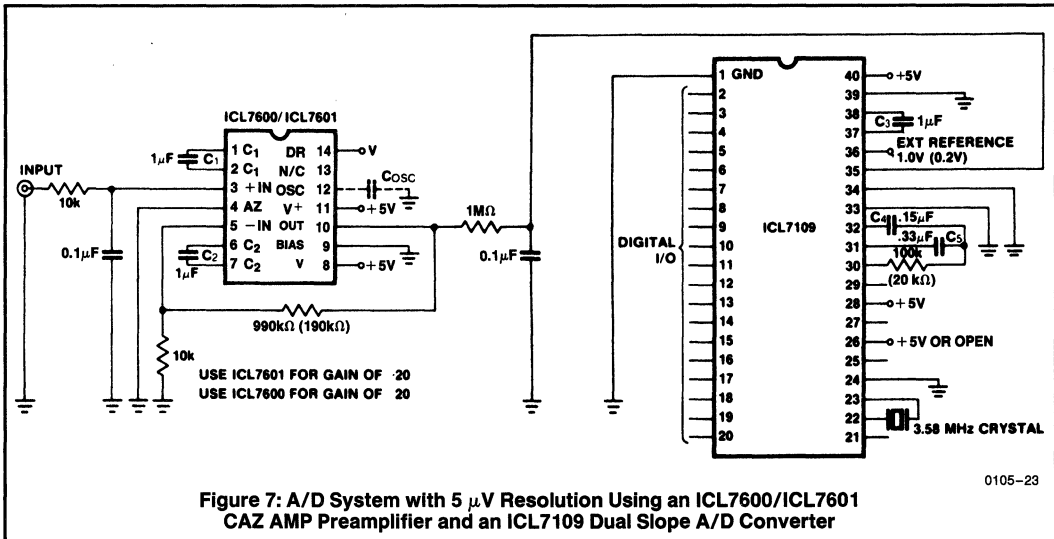 ICL7600/ICL7601
INPUT
10k
0.1µF
1µF
C1
1 C1
2 C1
3 +IN
4 AZ
5 −IN
6 C2
7 C2
DR 14
N/C 13
OSC 12
V+ 11
OUT 10
BIAS 9
V 8
V
COSC
+5V
+5V
C2
1µF
990kΩ (190kΩ)
10k
USE ICL7601 FOR GAIN OF 20
USE ICL7600 FOR GAIN OF 20
1MΩ
0.1µF
DIGITAL
I/O
ICL7109
1 GND
2
3
4
5
6
7
8
9
10
11
12
13
14
15
16
17
18
19
20
40 +5V
39
38
C3 1µF
37
EXT REFERENCE
36
1.0V (0.2V)
35
34
33
C4 .15µF
32
.33µF C5
31
100k
30
(20 kΩ)
29
28 +5V
27
26 +5V OR OPEN
25
24
23
22
3.58 MHz CRYSTAL
21
0105–23
Figure 7: A/D System with 5 µV Resolution Using an ICL7600/ICL7601
CAZ AMP Preamplifier and an ICL7109 Dual Slope A/D Converter